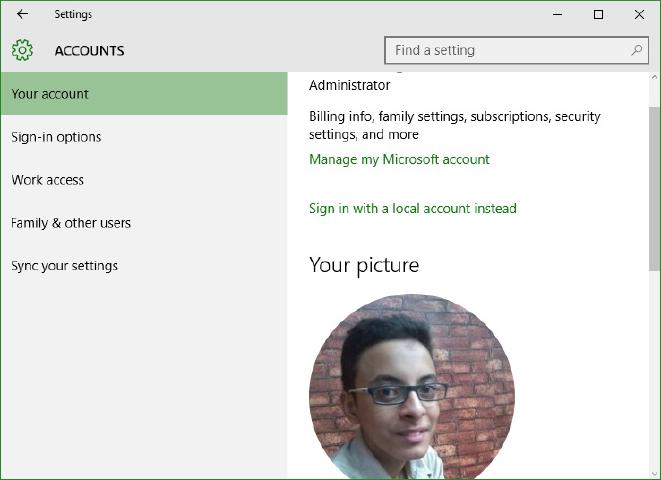 Settings
ACCOUNTS
Find a setting
Your account
Sign-in options
Work access
Family & other users
Sync your settings
Administrator
Billing info, family settings, subscriptions, security
settings, and more
Manage my Microsoft account
Sign in with a local account instead
Your picture